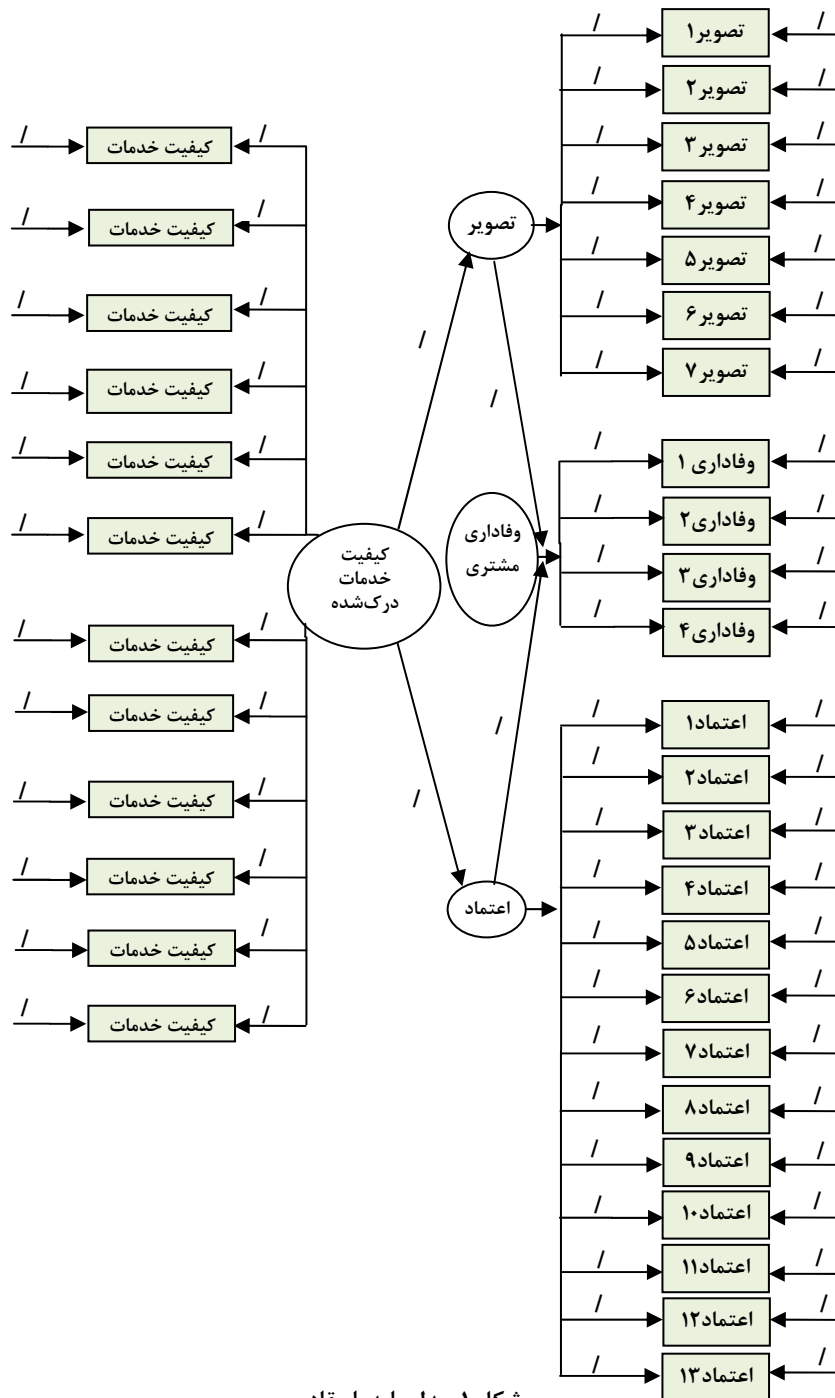 تصویر۱
تصویر۲
تصویر۳
تصویر۴
تصویر۵
تصویر۶
تصویر۷
تصویر
وفاداری ۱
وفاداری۲
وفاداری۳
وفاداری۴
وفاداری
مشتری
کیفیت
خدمات
درک‌شده
کیفیت خدمات
کیفیت خدمات
کیفیت خدمات
کیفیت خدمات
کیفیت خدمات
کیفیت خدمات
کیفیت خدمات
کیفیت خدمات
کیفیت خدمات
کیفیت خدمات
کیفیت خدمات
کیفیت خدمات
اعتماد
اعتماد۱
اعتماد۲
اعتماد۳
اعتماد۴
اعتماد۵
اعتماد۶
اعتماد۷
اعتماد۸
اعتماد۹
اعتماد۱۰
اعتماد۱۱
اعتماد۱۲
اعتماد۱۳